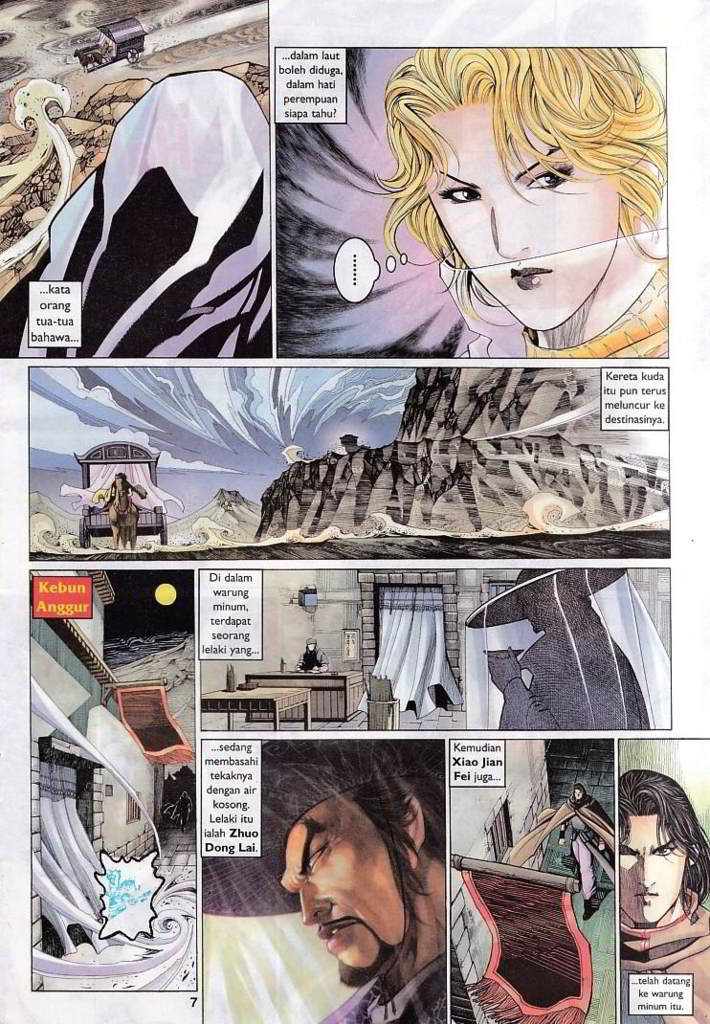 ...kata
orang
tua-tua
bahawa...
...dalam laut
boleh diduga,
dalam hati
perempuan
siapa tahu?
Kereta kuda
itu pun terus
meluncur ke
destinasinya.
Kebun
Anggur
Di dalam
warung
minum,
terdapat
seorang
lelaki yang...
...sedang
membasahi
tekaknya
dengan air
kosong.
Lelaki itu
ialah Zhuo
Dong Lai.
Kemudian
Xiao Jian
Fei juga...
...telah datang
ke warung
minum itu.
7